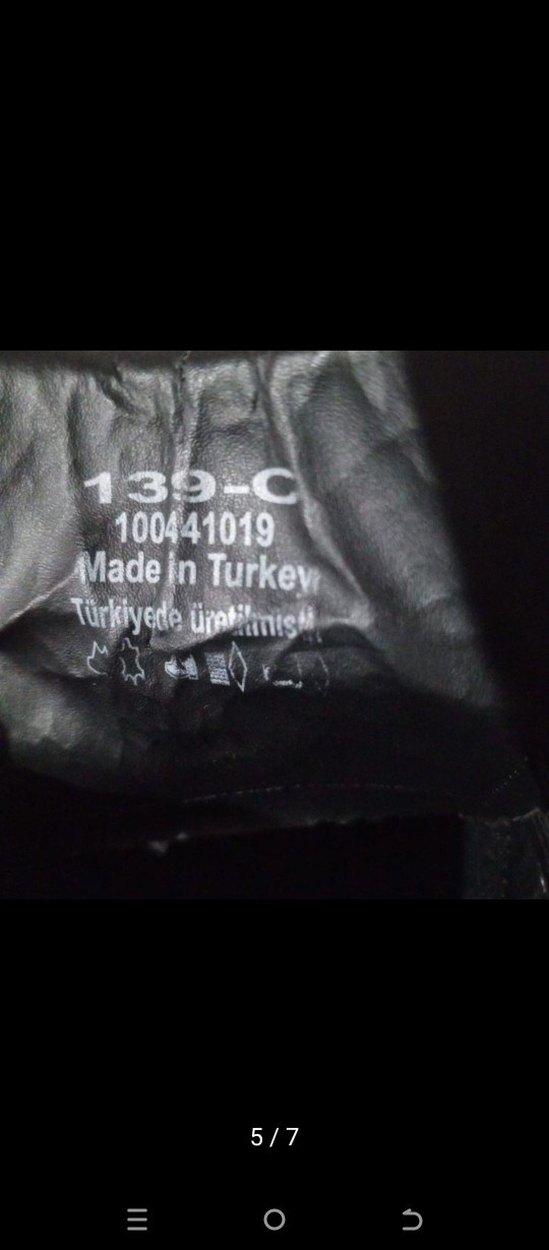 139-C
100441019
Made in Turkey
Türkiyede üretilmiştir
5 / 7